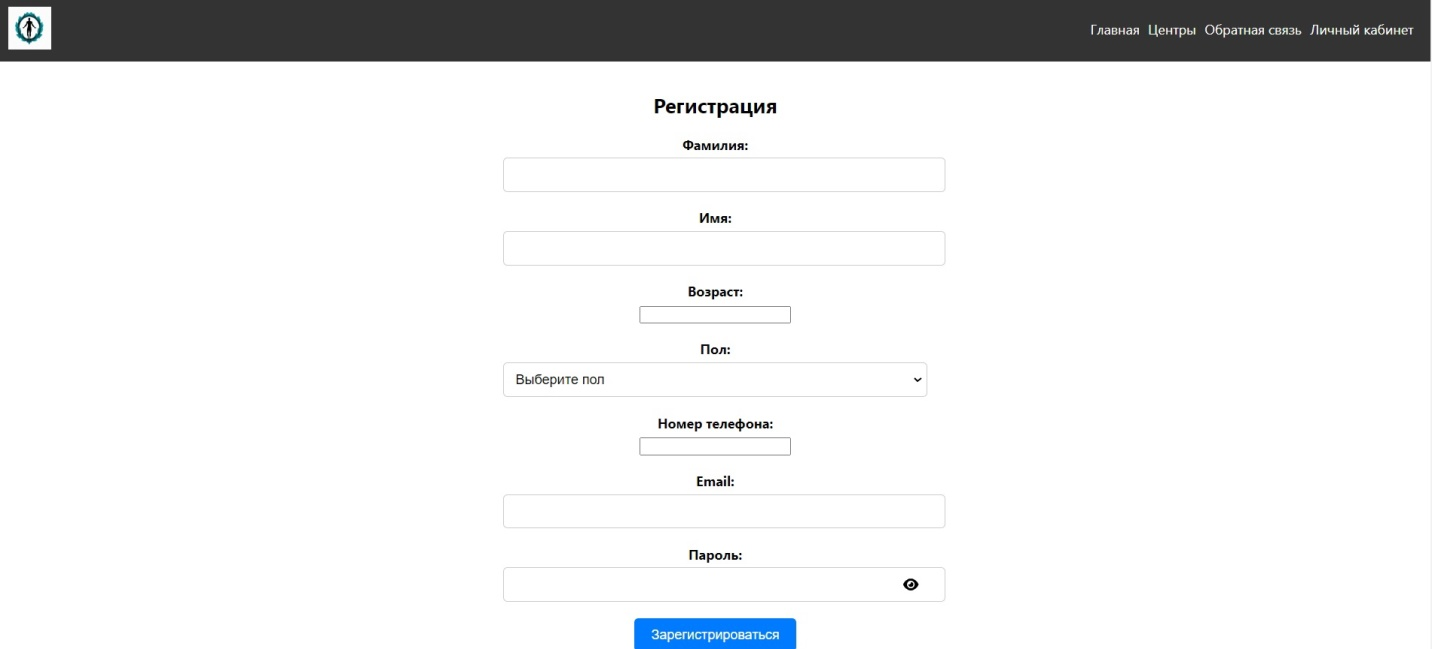 Главная Центры Обратная связь Личный кабинет
Регистрация
Фамилия:
Имя:
Возраст:
Пол:
Выберите пол
Номер телефона:
Email:
Пароль:
Зарегистрироваться